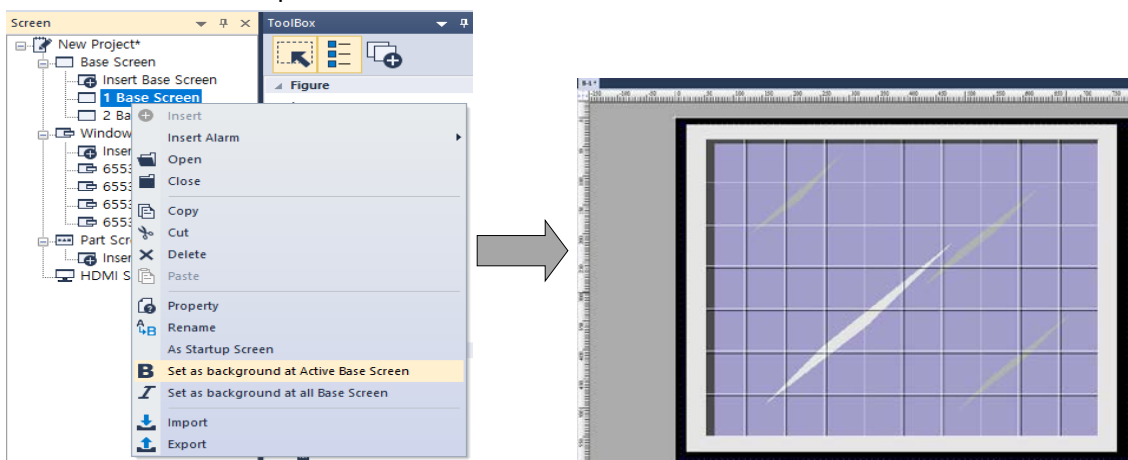 Screen
ToolBox
New Project*
Base Screen
Insert Base Screen
1 Base Screen
2 Ba
Window
Inser
6553
6553
6553
6553
Part Scr
Inser
HDMI S
Figure
Insert
Insert Alarm
Open
Close
Copy
Cut
Delete
Paste
Property
Rename
As Startup Screen
B Set as background at Active Base Screen
I Set as background at all Base Screen
Import
Export